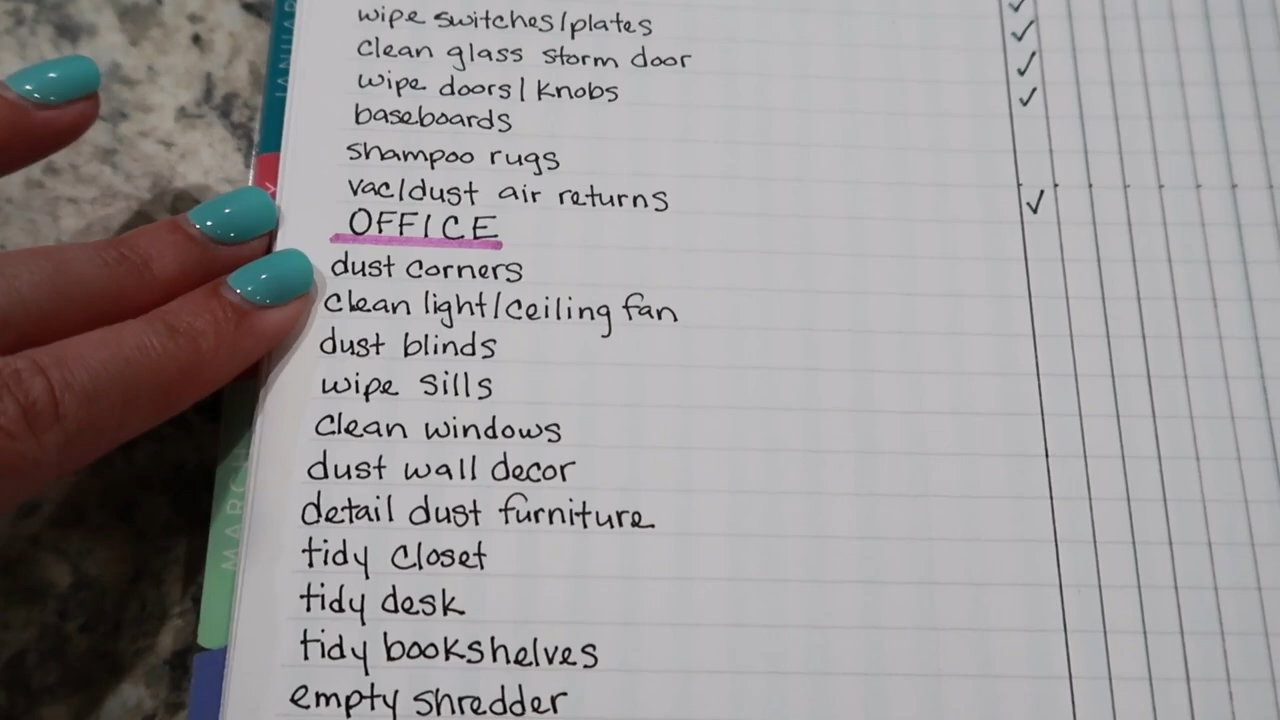 JANUAR
wipe switches/plates
clean glass storm door
wipe doors/knobs
baseboards
shampoo rugs
vac/dust air returns
OFFICE
dust corners
clean light/ceiling fan
dust blinds
wipe sills
clean windows
dust wall decor
detail dust furniture
tidy closet
tidy desk
tidy bookshelves
empty shredder
MARC